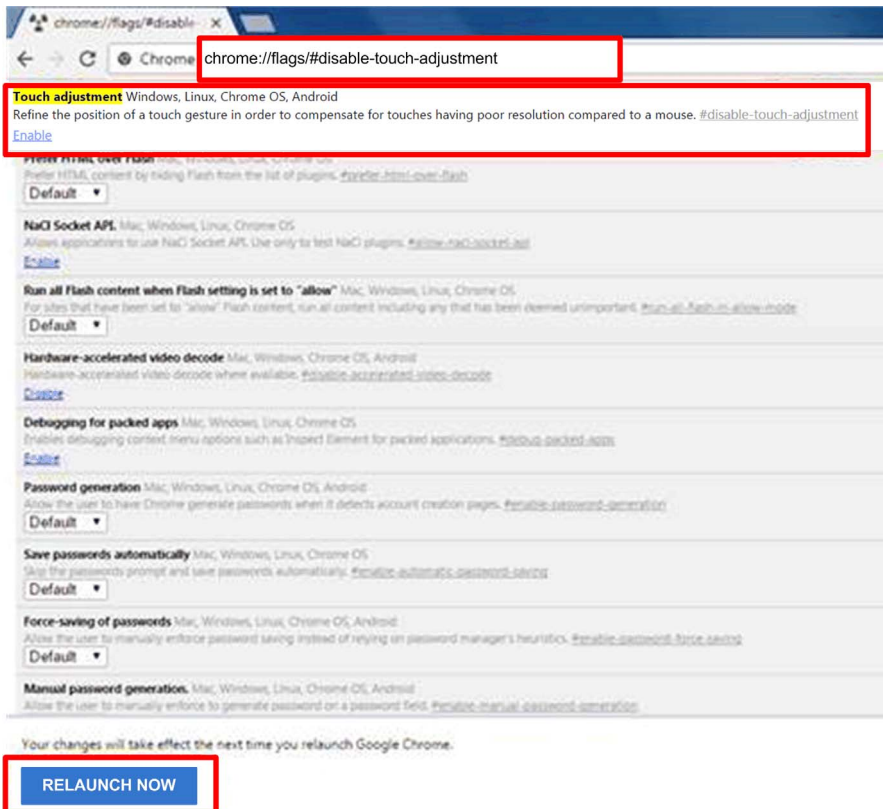 chrome://flags/#disable-
Chrome
chrome://flags/#disable-touch-adjustment
Touch adjustment Windows, Linux, Chrome OS, Android
Refine the position of a touch gesture in order to compensate for touches having poor resolution compared to a mouse. #disable-touch-adjustment
Enable
Prefer HTML over Flash Mac, Windows, Linux, Chrome OS
Prefer HTML content by hiding Flash from the list of plugins. #prefer-html-over-flash
Default
NaCl Socket API. Mac, Windows, Linux, Chrome OS
Allows applications to use NaCl Socket API. Use only to test NaCl plugins. #allow-nacl-socket-api
Enable
Run all Flash content when Flash setting is set to "allow" Mac, Windows, Linux, Chrome OS
For sites that have been set to "allow" Flash content, run all content including any that has been deemed unimportant. #run-all-flash-in-allow-mode
Default
Hardware-accelerated video decode Mac, Windows, Chrome OS, Android
Hardware-accelerated video decode where available. #disable-accelerated-video-decode
Disable
Debugging for packed apps Mac, Windows, Linux, Chrome OS
Enables debugging context menu options such as Inspect Element for packed applications. #debug-packed-apps
Enable
Password generation Mac, Windows, Linux, Chrome OS, Android
Allow the user to have Chrome generate passwords when it detects account creation pages. #enable-password-generation
Default
Save passwords automatically Mac, Windows, Linux, Chrome OS
Skip the passwords prompt and save passwords automatically. #enable-automatic-password-saving
Default
Force-saving of passwords Mac, Windows, Linux, Chrome OS, Android
Allow the user to manually enforce password saving instead of relying on password manager's heuristics. #enable-password-force-saving
Default
Manual password generation. Mac, Windows, Linux, Chrome OS, Android
Allow the user to manually enforce to generate password on a password field. #enable-manual-password-generation
Your changes will take effect the next time you relaunch Google Chrome.
RELAUNCH NOW